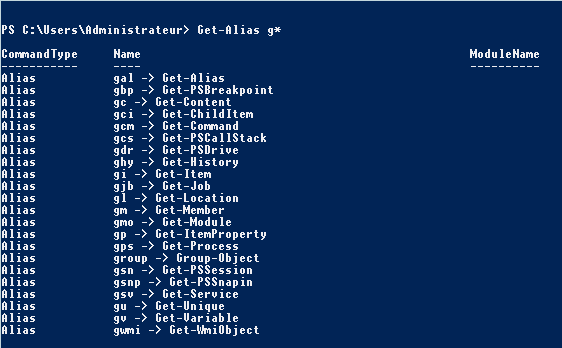 PS C:\Users\Administrateur> Get-Alias g*
CommandType Name ModuleName
----------- ---- ----------
Alias gal -> Get-Alias
Alias gbp -> Get-PSBreakpoint
Alias gc -> Get-Content
Alias gci -> Get-ChildItem
Alias gcm -> Get-Command
Alias gcs -> Get-PSCallStack
Alias gdr -> Get-PSDrive
Alias ghy -> Get-History
Alias gi -> Get-Item
Alias gjb -> Get-Job
Alias gl -> Get-Location
Alias gm -> Get-Member
Alias gmo -> Get-Module
Alias gp -> Get-ItemProperty
Alias gps -> Get-Process
Alias group -> Group-Object
Alias gsn -> Get-PSSession
Alias gsnp -> Get-PSSnapin
Alias gsv -> Get-Service
Alias gu -> Get-Unique
Alias gv -> Get-Variable
Alias gwmi -> Get-WmiObject